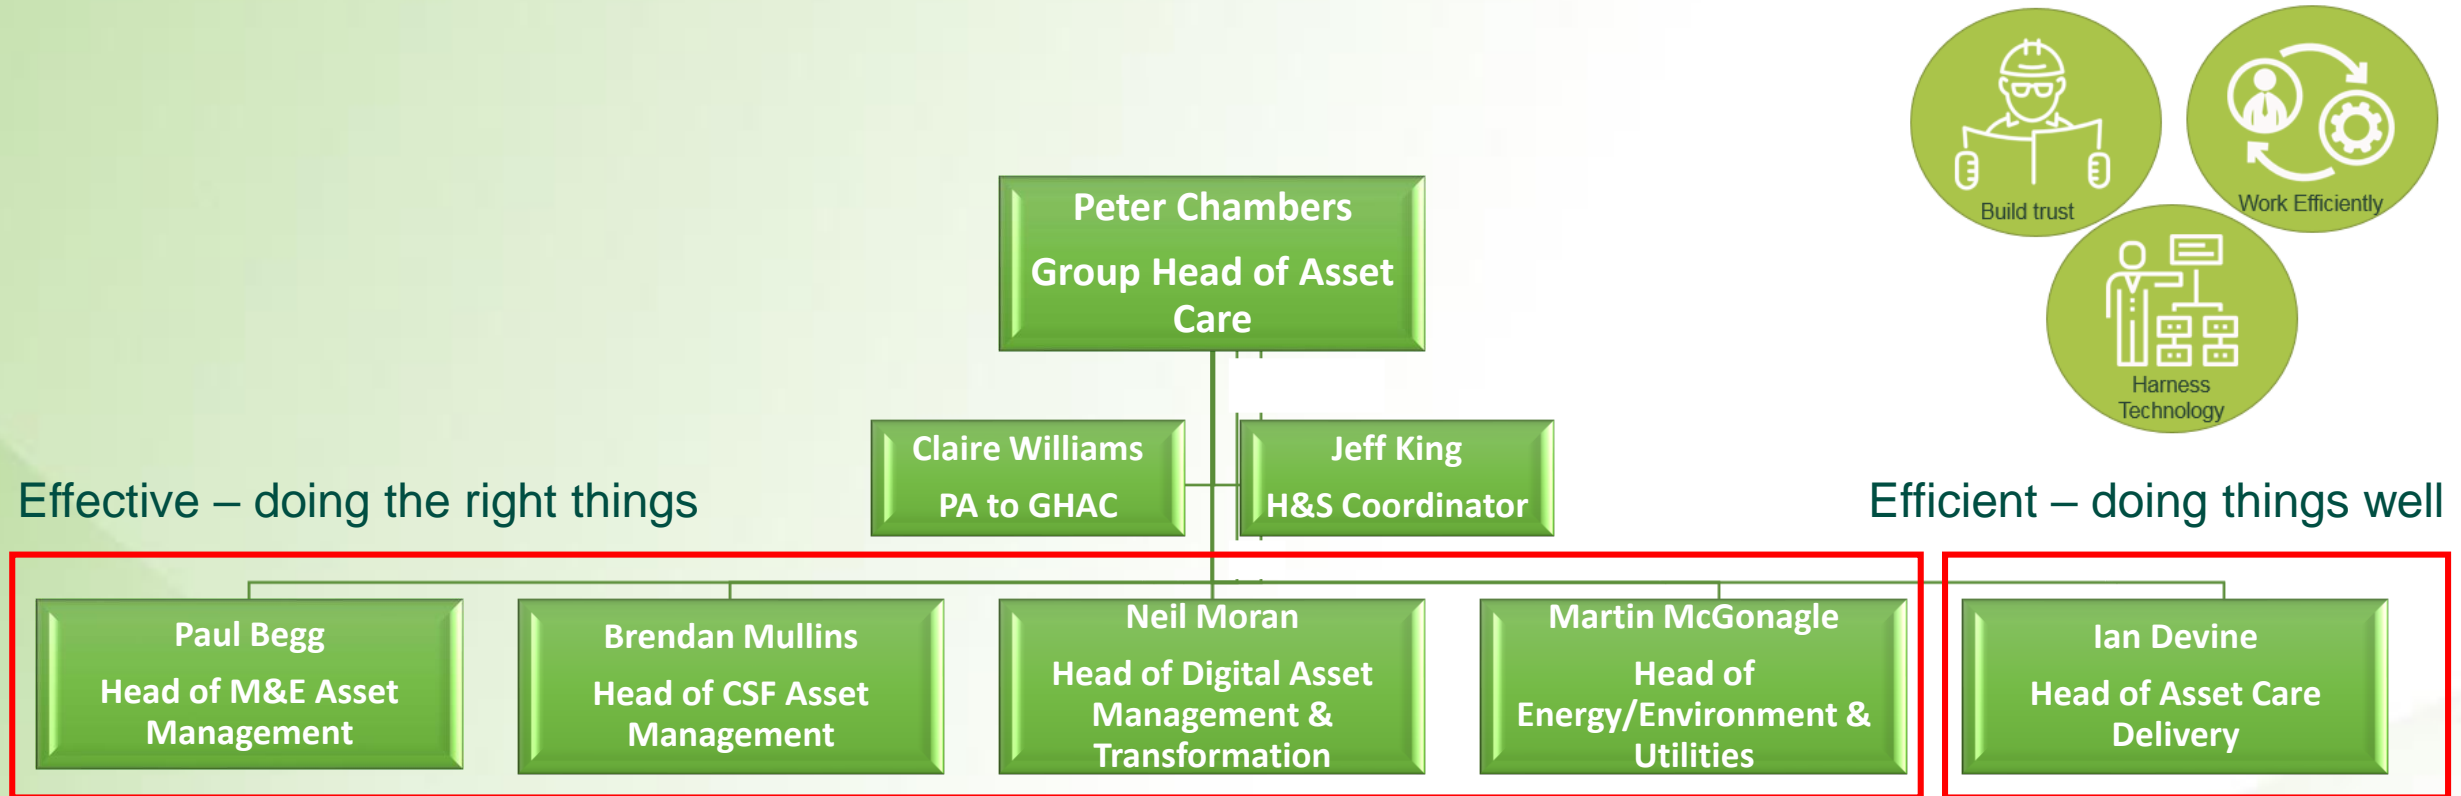 Build trust
Work Efficiently
Harness
Technology
Peter Chambers
Group Head of Asset
Care
Claire Williams
PA to GHAC
Jeff King
H&S Coordinator
Effective – doing the right things
Efficient – doing things well
Paul Begg
Head of M&E Asset
Management
Brendan Mullins
Head of CSF Asset
Management
Neil Moran
Head of Digital Asset
Management &
Transformation
Martin McGonagle
Head of
Energy/Environment &
Utilities
Ian Devine
Head of Asset Care
Delivery